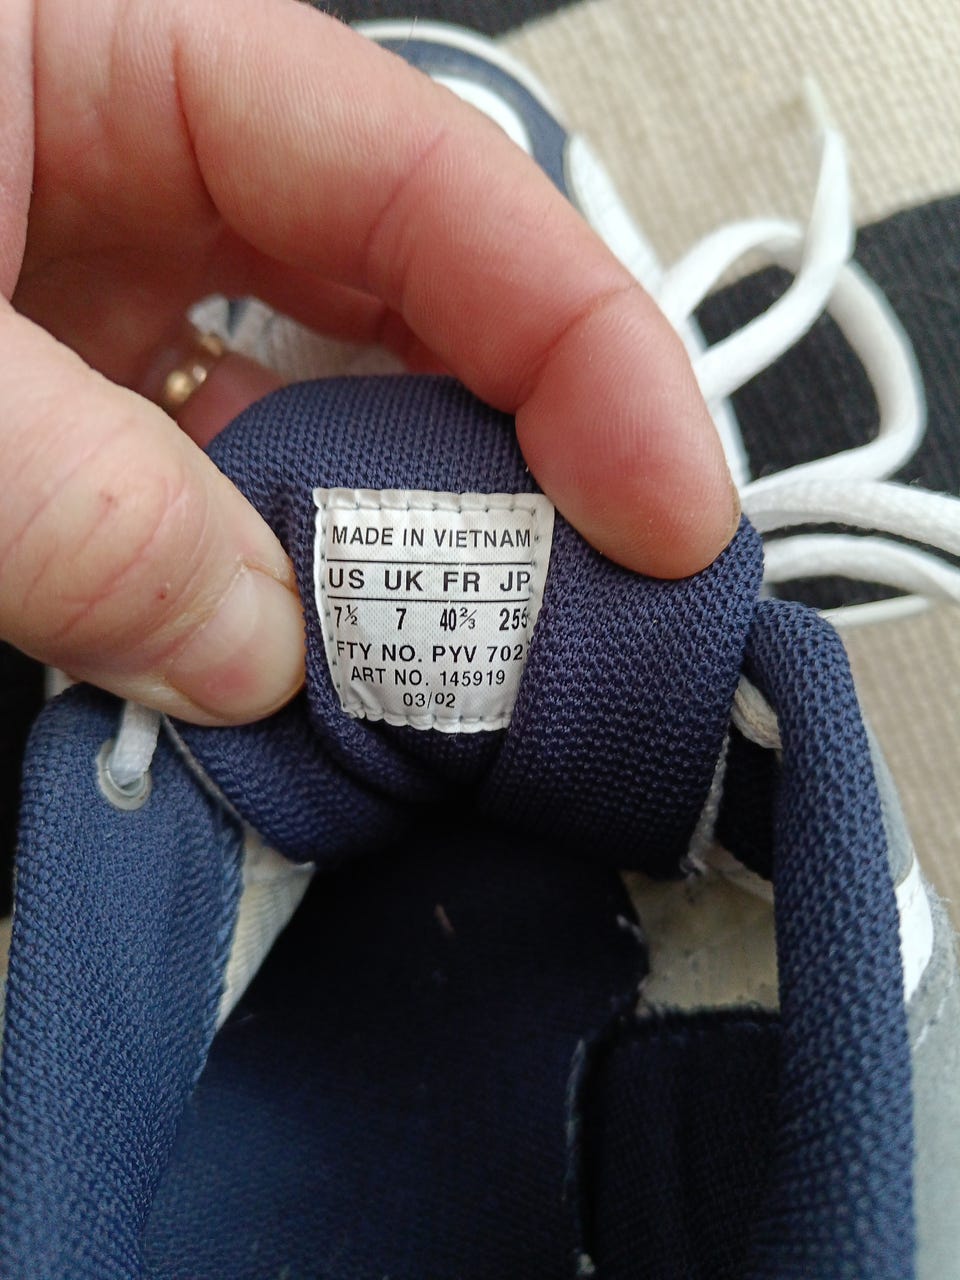 MADE IN VIETNAM
US UK FR JP
7½ 7 40⅔ 255
FTY NO. PYV 702
ART NO. 145919
03/02